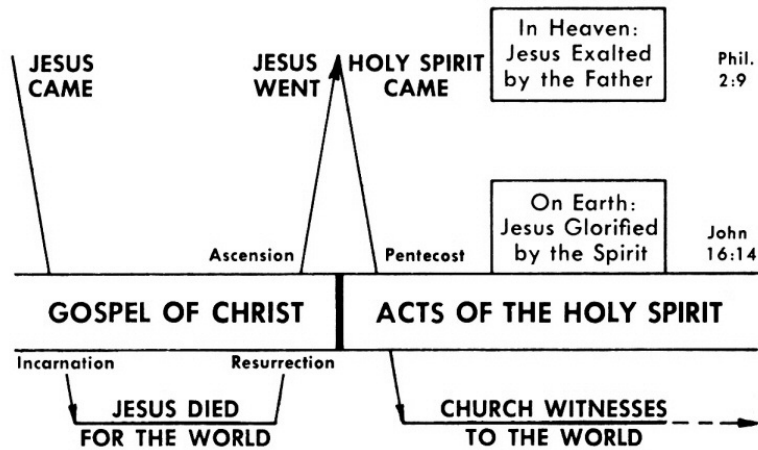 JESUS
CAME
JESUS
WENT
HOLY SPIRIT
CAME
In Heaven:
Jesus Exalted
by the Father
Phil.
2:9
On Earth:
Jesus Glorified
by the Spirit
John
16:14
Ascension
Pentecost
GOSPEL OF CHRIST
ACTS OF THE HOLY SPIRIT
Incarnation
Resurrection
JESUS DIED
FOR THE WORLD
CHURCH WITNESSES
TO THE WORLD